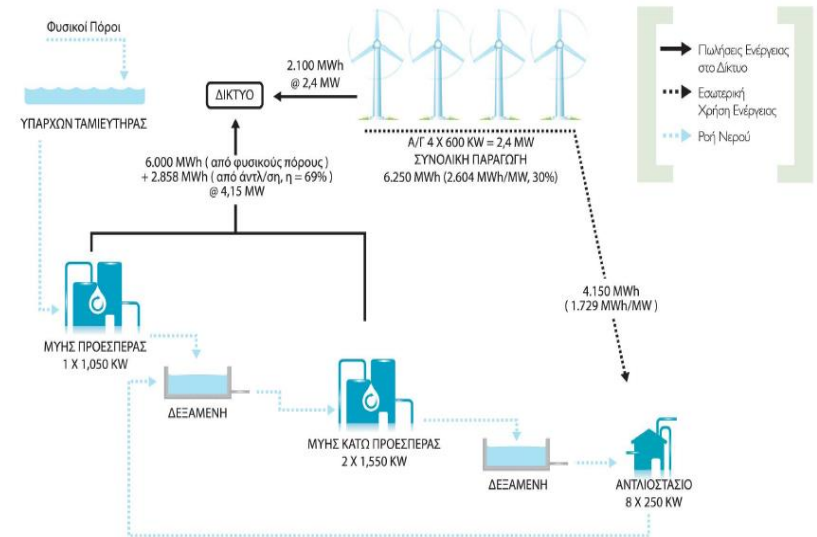 Φυσικοί Πόροι
ΥΠΑΡΧΩΝ ΤΑΜΙΕΥΤΗΡΑΣ
ΔΙΚΤΥΟ
2.100 MWh
@ 2,4 MW
Α/Γ 4 X 600 KW = 2,4 MW
ΣΥΝΟΛΙΚΗ ΠΑΡΑΓΩΓΗ
6.250 MWh (2.604 MWh/MW, 30%)
Πωλήσεις Ενέργειας
στο Δίκτυο
Εσωτερική
Χρήση Ενέργειας
Ροή Νερού
6.000 MWh ( από φυσικούς πόρους )
+ 2.858 MWh ( από άντλ/ση, η = 69% )
@ 4,15 MW
4.150 MWh
( 1.729 MWh/MW )
ΜΥΗΣ ΠΡΟΕΣΠΕΡΑΣ
1 X 1,050 KW
ΔΕΞΑΜΕΝΗ
ΜΥΗΣ ΚΑΤΩ ΠΡΟΕΣΠΕΡΑΣ
2 X 1,550 KW
ΔΕΞΑΜΕΝΗ
ΑΝΤΛΙΟΣΤΑΣΙΟ
8 X 250 KW